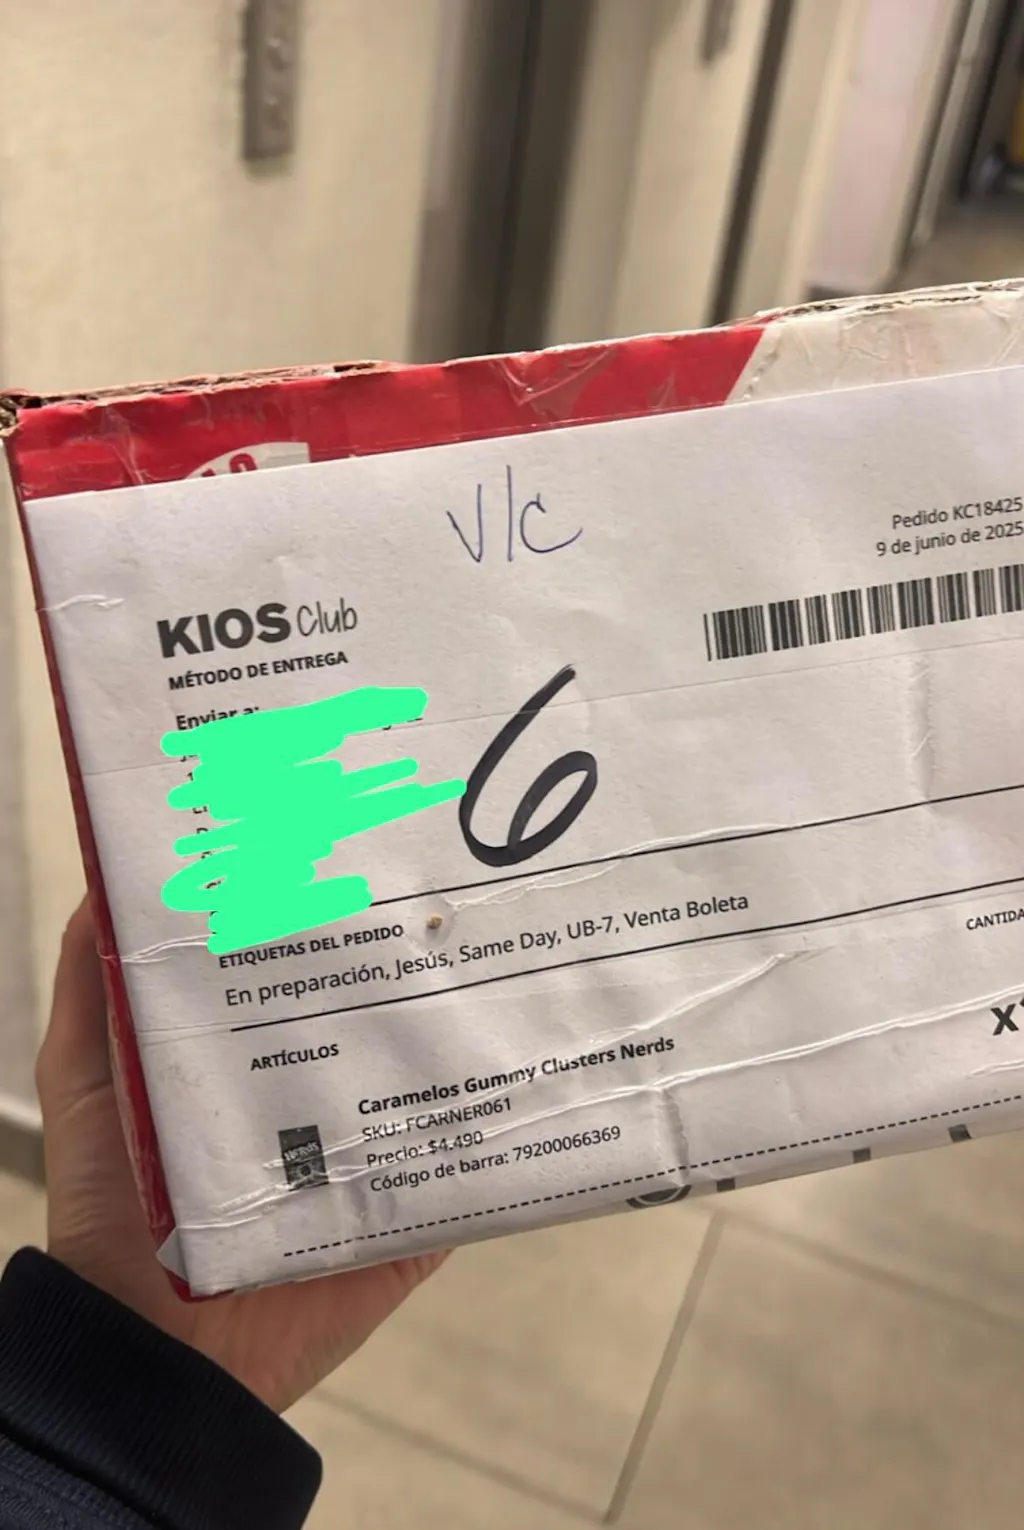 V/C
Pedido KC18425
9 de junio de 2025
KIOS Club
MÉTODO DE ENTREGA
Enviar a:
6
ETIQUETAS DEL PEDIDO
En preparación, Jesús, Same Day, UB-7, Venta Boleta
ARTÍCULOS
CANTIDA
Caramelos Gummy Clusters Nerds
SKU: FCARNER061
Precio: $4.490
Código de barra: 79200066369